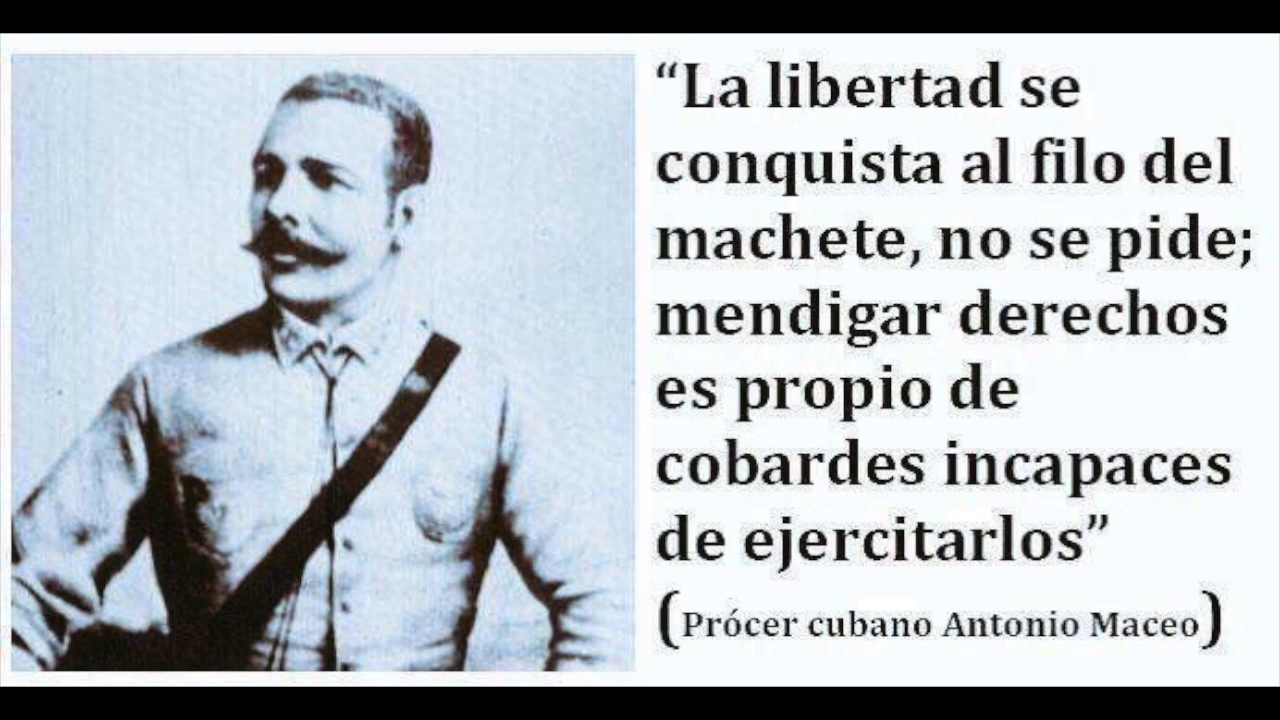 “La libertad se
conquista al filo del
machete, no se pide;
mendigar derechos
es propio de
cobardes incapaces
de ejercitarlos”
(Prócer cubano Antonio Maceo)